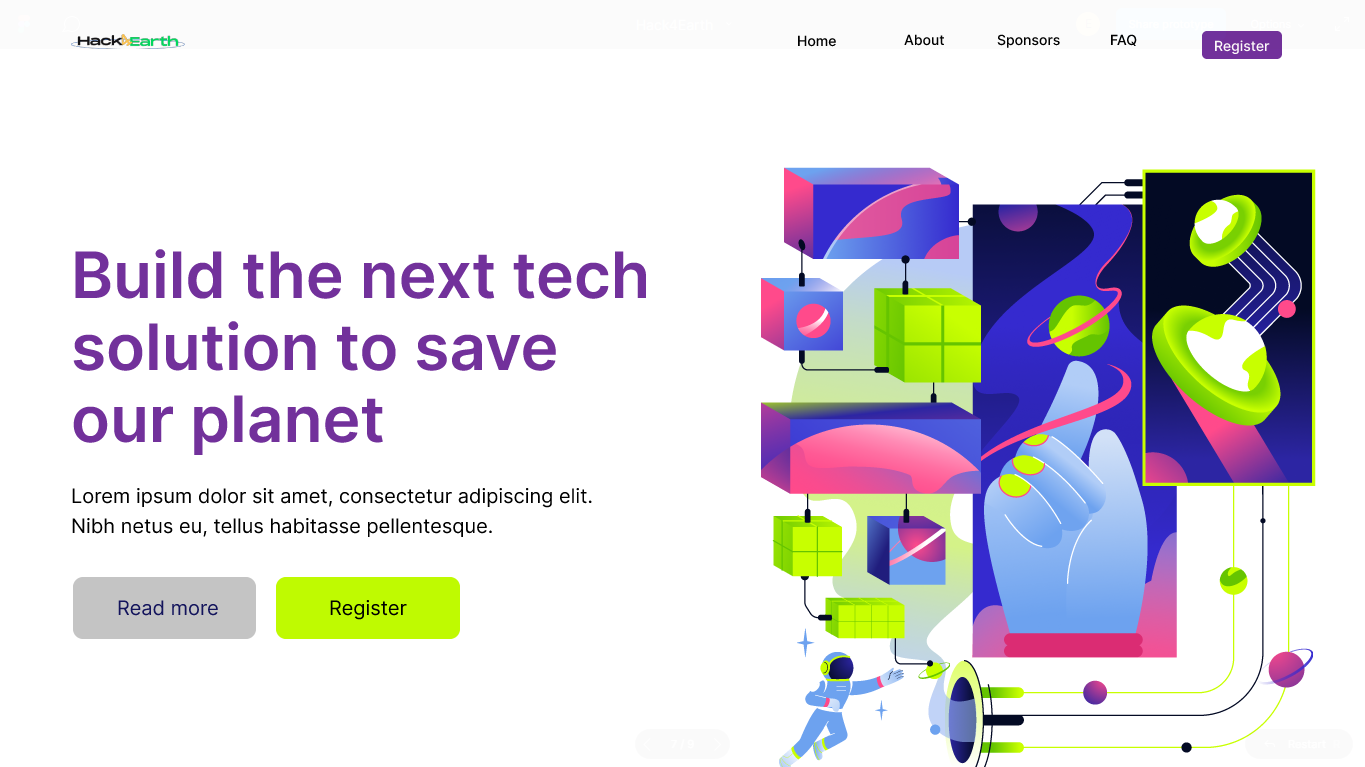 Hack4Earth
Home
About
Sponsors
FAQ
Register
Build the next tech
solution to save
our planet
Lorem ipsum dolor sit amet, consectetur adipiscing elit.
Nibh netus eu, tellus habitasse pellentesque.
Read more
Register